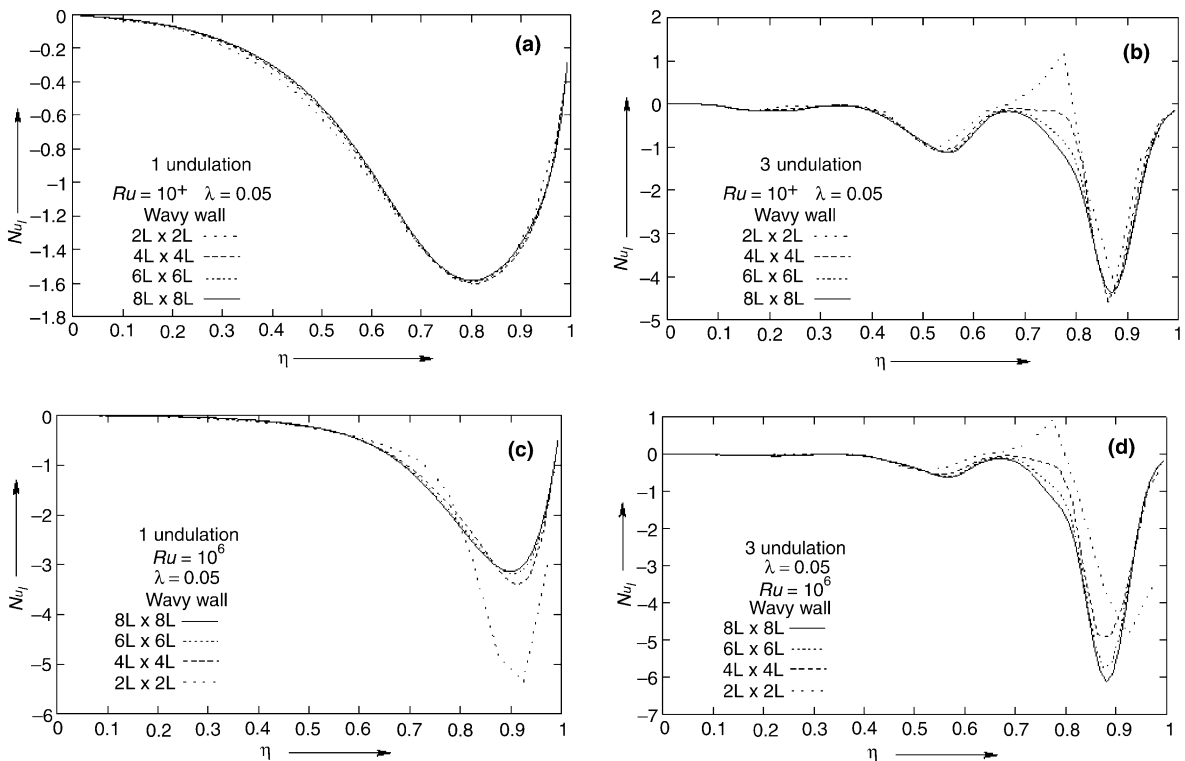 (a)
0
−0.2
−0.4
−0.6
−0.8
−1
−1.2
−1.4
−1.6
−1.8
Nu_l
1 undulation
Ru = 10⁺ λ = 0.05
Wavy wall
2L x 2L
4L x 4L
6L x 6L
8L x 8L
0 0.1 0.2 0.3 0.4 0.5 0.6 0.7 0.8 0.9 1
η
(b)
2
1
0
−1
−2
−3
−4
−5
Nu_l
3 undulation
Ru = 10⁺ λ = 0.05
Wavy wall
2L x 2L
4L x 4L
6L x 6L
8L x 8L
0 0.1 0.2 0.3 0.4 0.5 0.6 0.7 0.8 0.9 1
η
(c)
0
−1
−2
−3
−4
−5
−6
Nu_l
1 undulation
Ru = 10⁶
λ = 0.05
Wavy wall
8L x 8L
6L x 6L
4L x 4L
2L x 2L
0 0.1 0.2 0.3 0.4 0.5 0.6 0.7 0.8 0.9 1
η
(d)
1
0
−1
−2
−3
−4
−5
−6
−7
Nu_l
3 undulation
λ = 0.05
Ru = 10⁶
Wavy wall
8L x 8L
6L x 6L
4L x 4L
2L x 2L
0 0.1 0.2 0.3 0.4 0.5 0.6 0.7 0.8 0.9 1
η